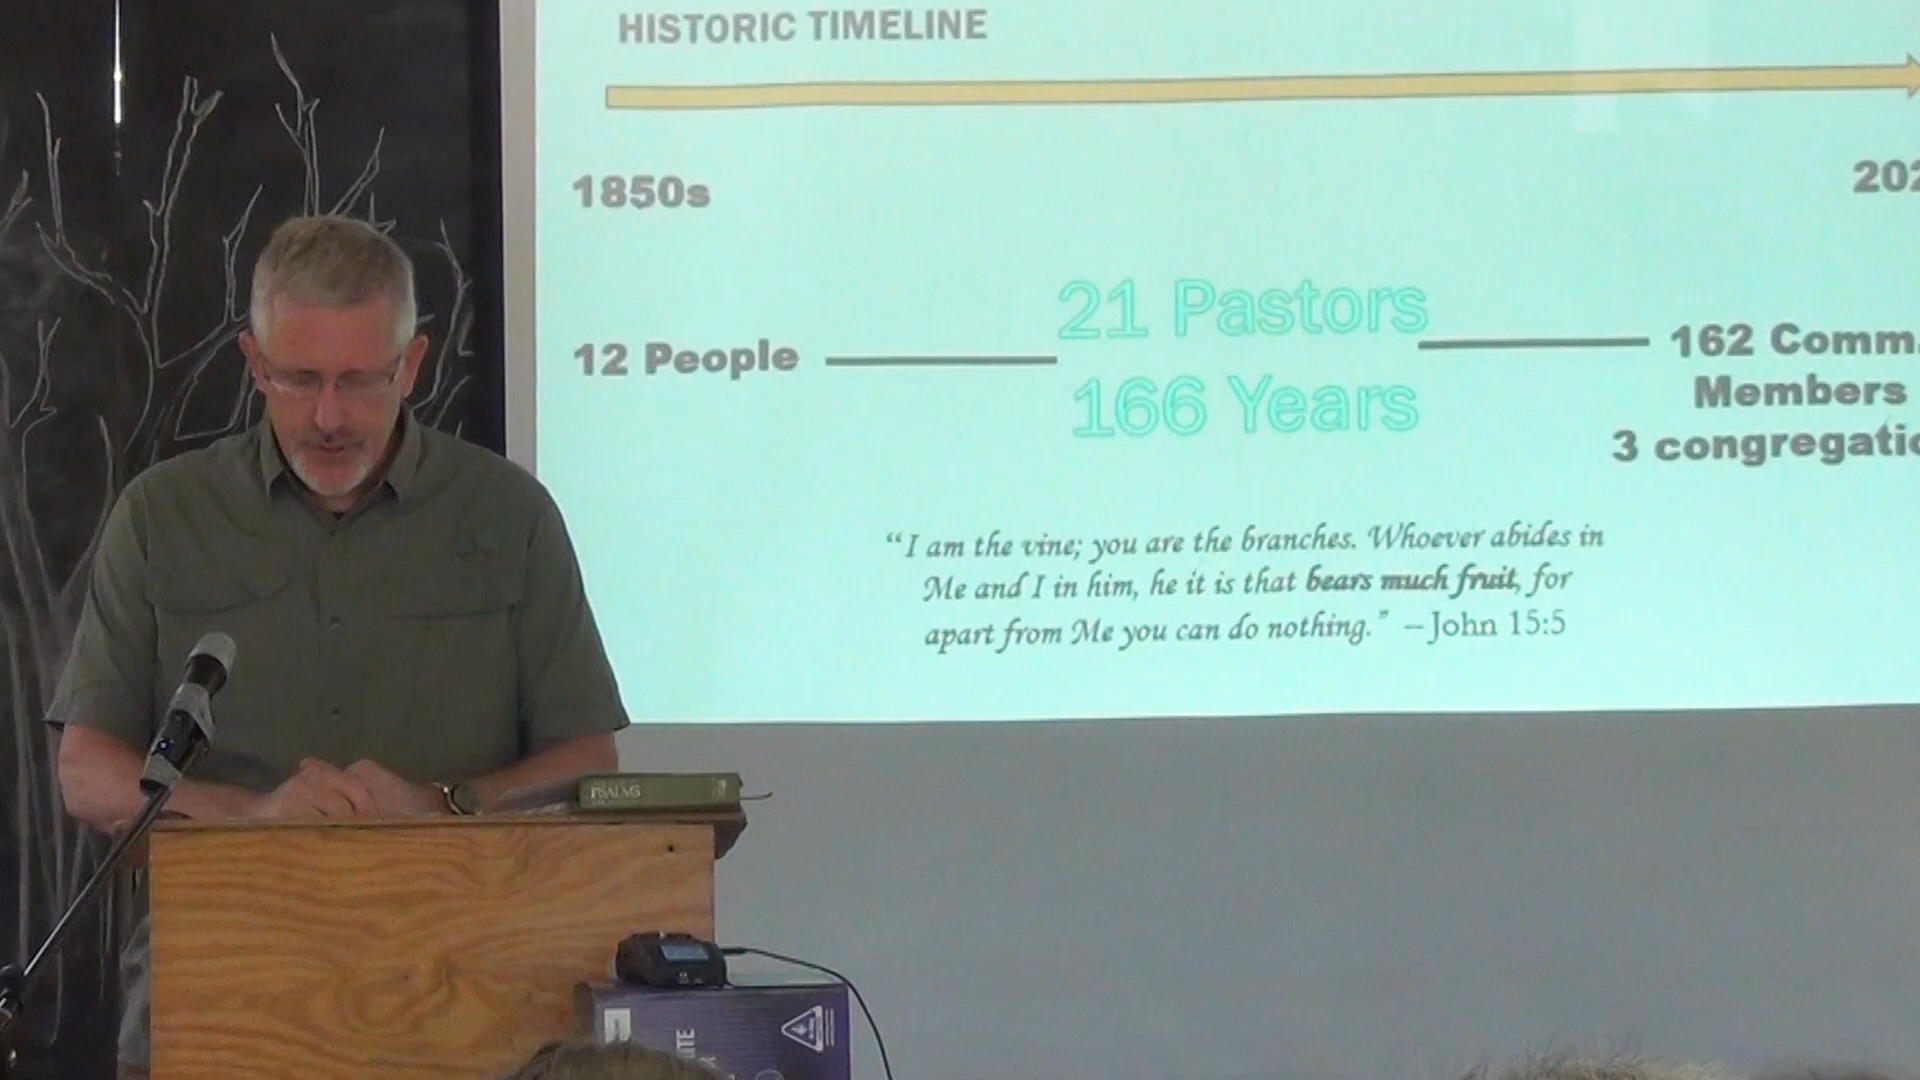 HISTORIC TIMELINE
1850s
202
21 Pastors
12 People
166 Years
162 Comm.
Members
3 congregatio
“I am the vine; you are the branches. Whoever abides in
Me and I in him, he it is that bears much fruit, for
apart from Me you can do nothing.” –John 15:5
PSALMS